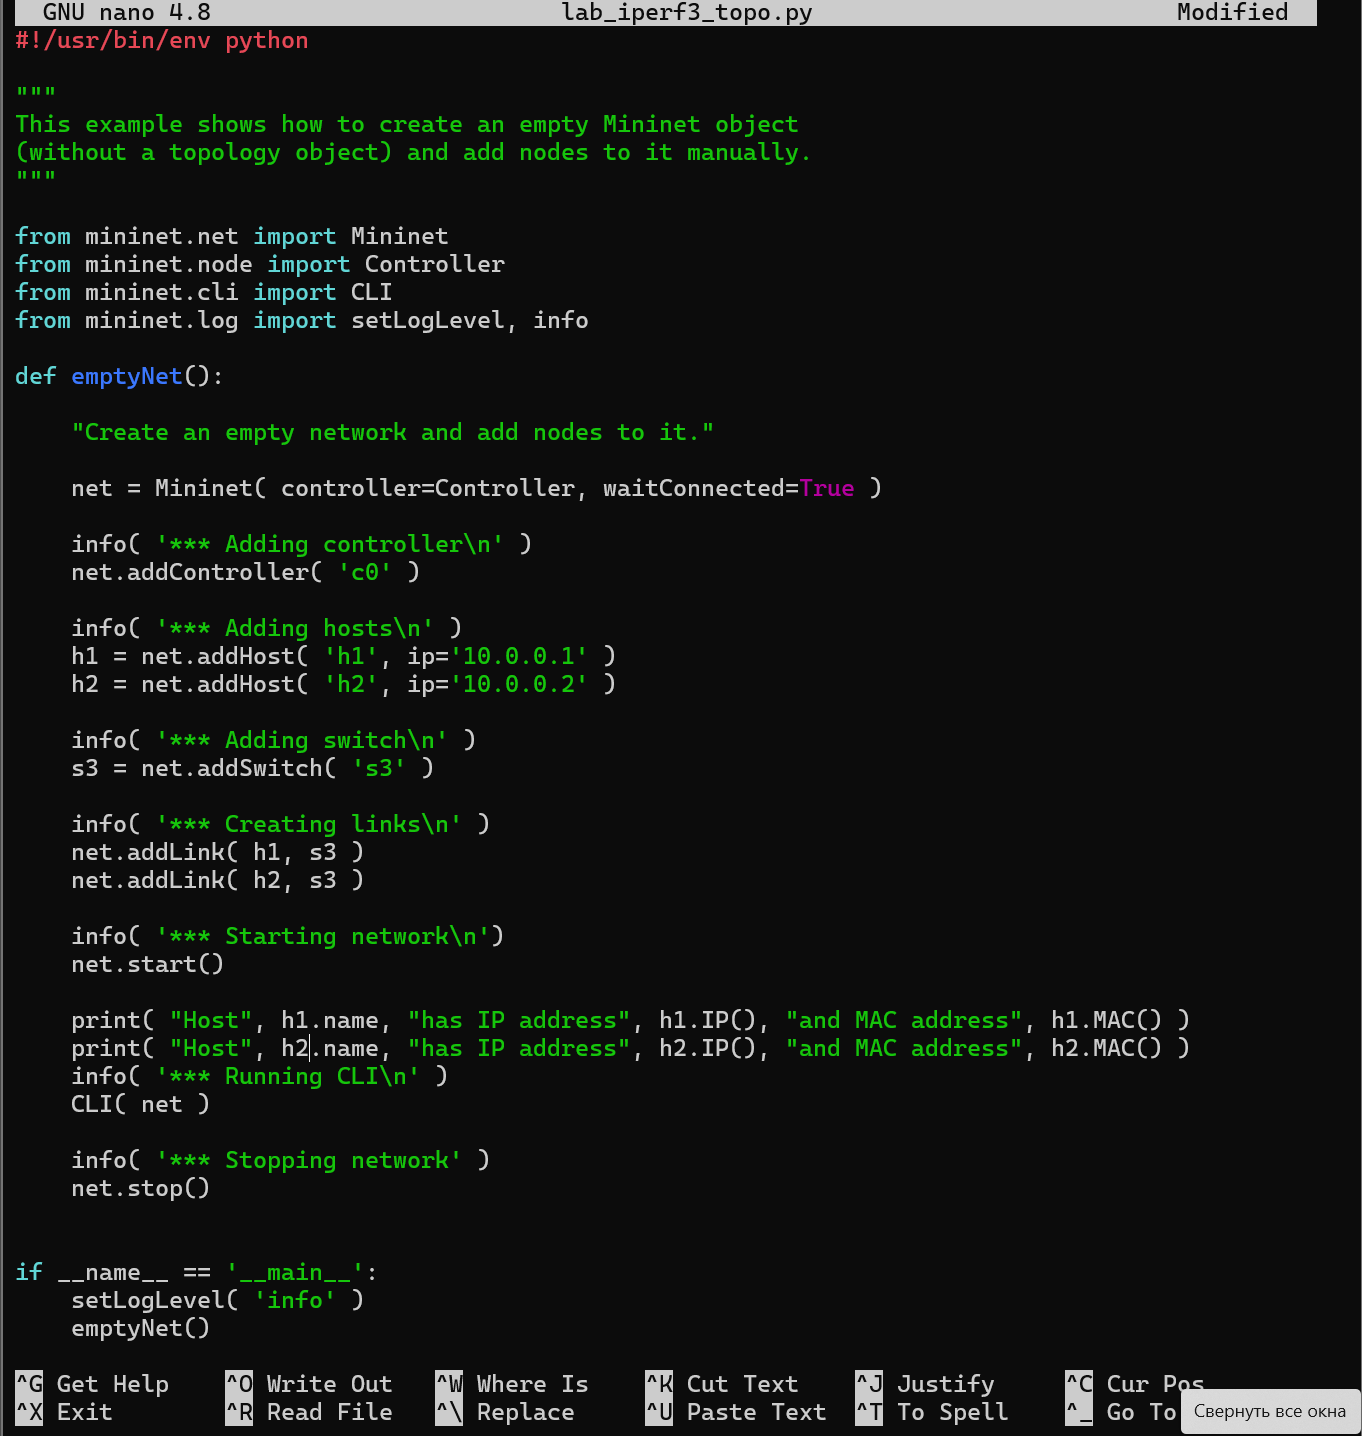 GNU nano 4.8 lab_iperf3_topo.py Modified
#!/usr/bin/env python

"""
This example shows how to create an empty Mininet object
(without a topology object) and add nodes to it manually.
"""

from mininet.net import Mininet
from mininet.node import Controller
from mininet.cli import CLI
from mininet.log import setLogLevel, info

def emptyNet():

    "Create an empty network and add nodes to it."

    net = Mininet( controller=Controller, waitConnected=True )

    info( '*** Adding controller\n' )
    net.addController( 'c0' )

    info( '*** Adding hosts\n' )
    h1 = net.addHost( 'h1', ip='10.0.0.1' )
    h2 = net.addHost( 'h2', ip='10.0.0.2' )

    info( '*** Adding switch\n' )
    s3 = net.addSwitch( 's3' )

    info( '*** Creating links\n' )
    net.addLink( h1, s3 )
    net.addLink( h2, s3 )

    info( '*** Starting network\n')
    net.start()

    print( "Host", h1.name, "has IP address", h1.IP(), "and MAC address", h1.MAC() )
    print( "Host", h2.name, "has IP address", h2.IP(), "and MAC address", h2.MAC() )
    info( '*** Running CLI\n' )
    CLI( net )

    info( '*** Stopping network' )
    net.stop()


if __name__ == '__main__':
    setLogLevel( 'info' )
    emptyNet()

^G Get Help ^O Write Out ^W Where Is ^K Cut Text ^J Justify ^C Cur Pos
^X Exit ^R Read File ^\ Replace ^U Paste Text ^T To Spell ^_ Go To
Свернуть все окна